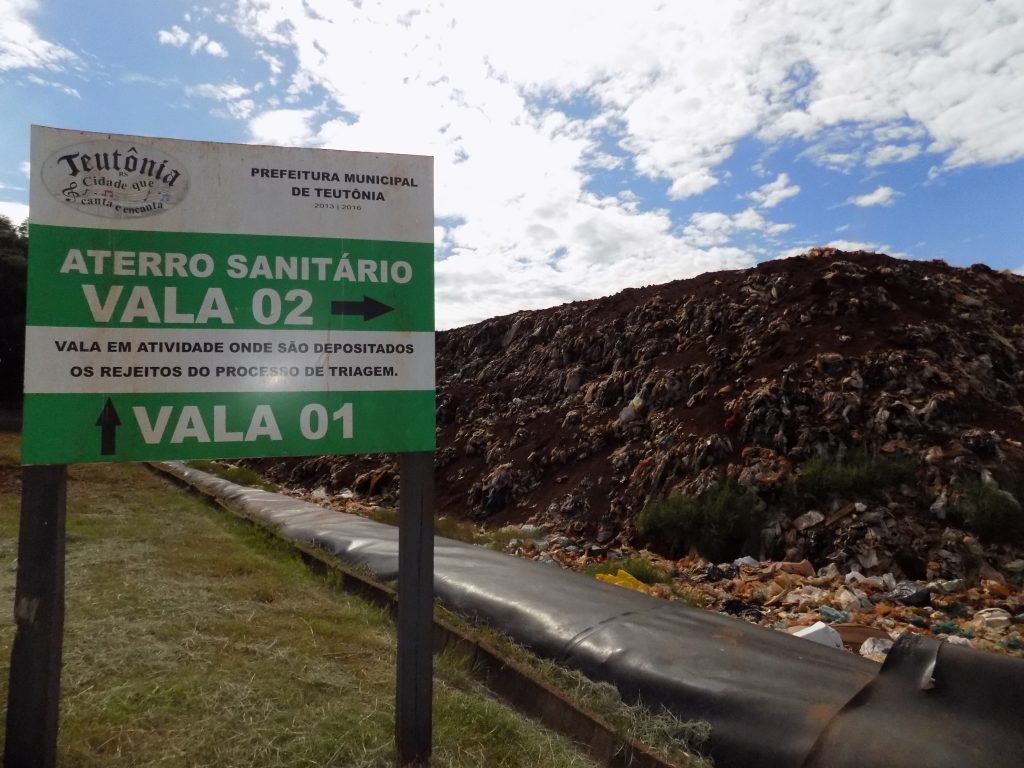 Teutônia
RS
Cidade que
canta e encanta
PREFEITURA MUNICIPAL
DE TEUTÔNIA
2013 | 2016
ATERRO SANITÁRIO
VALA 02
VALA EM ATIVIDADE ONDE SÃO DEPOSITADOS
OS REJEITOS DO PROCESSO DE TRIAGEM.
VALA 01